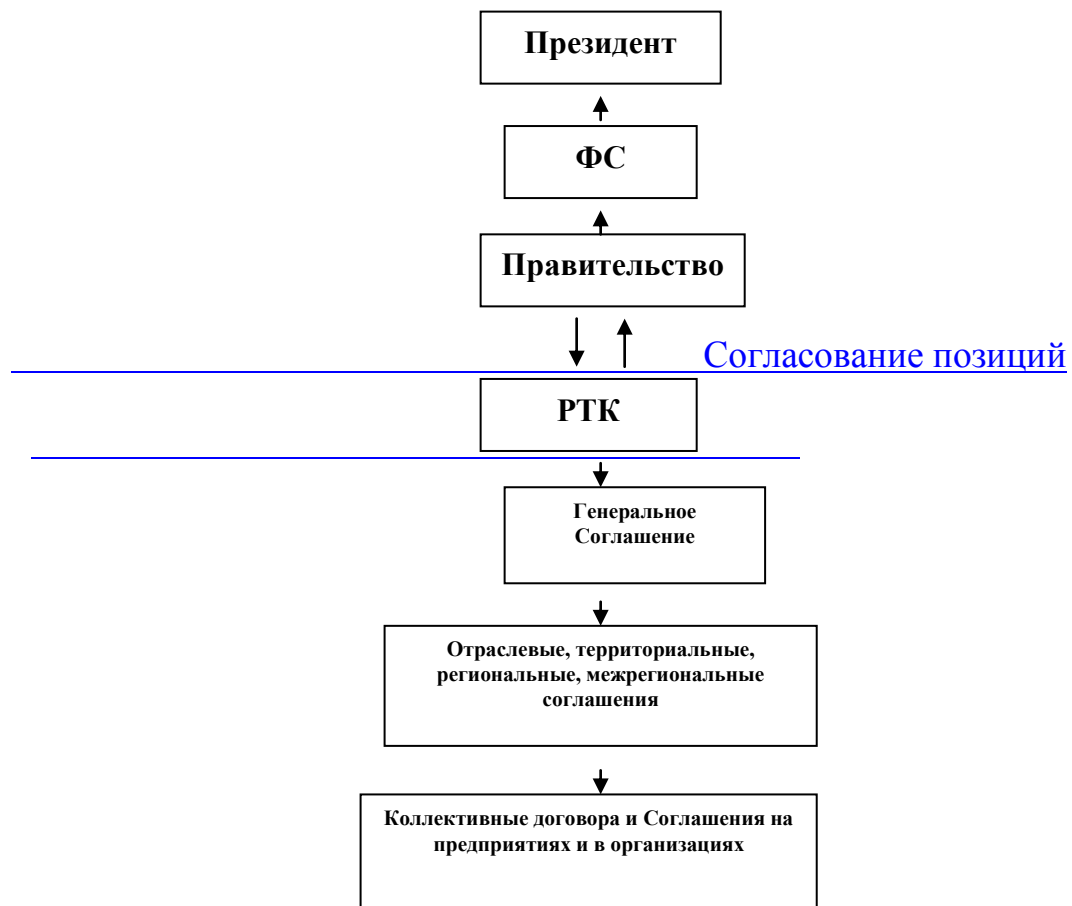 Президент
ФС
Правительство
Согласование позиций
РТК
Генеральное
Соглашение
Отраслевые, территориальные,
региональные, межрегиональные
соглашения
Коллективные договора и Соглашения на
предприятиях и в организациях